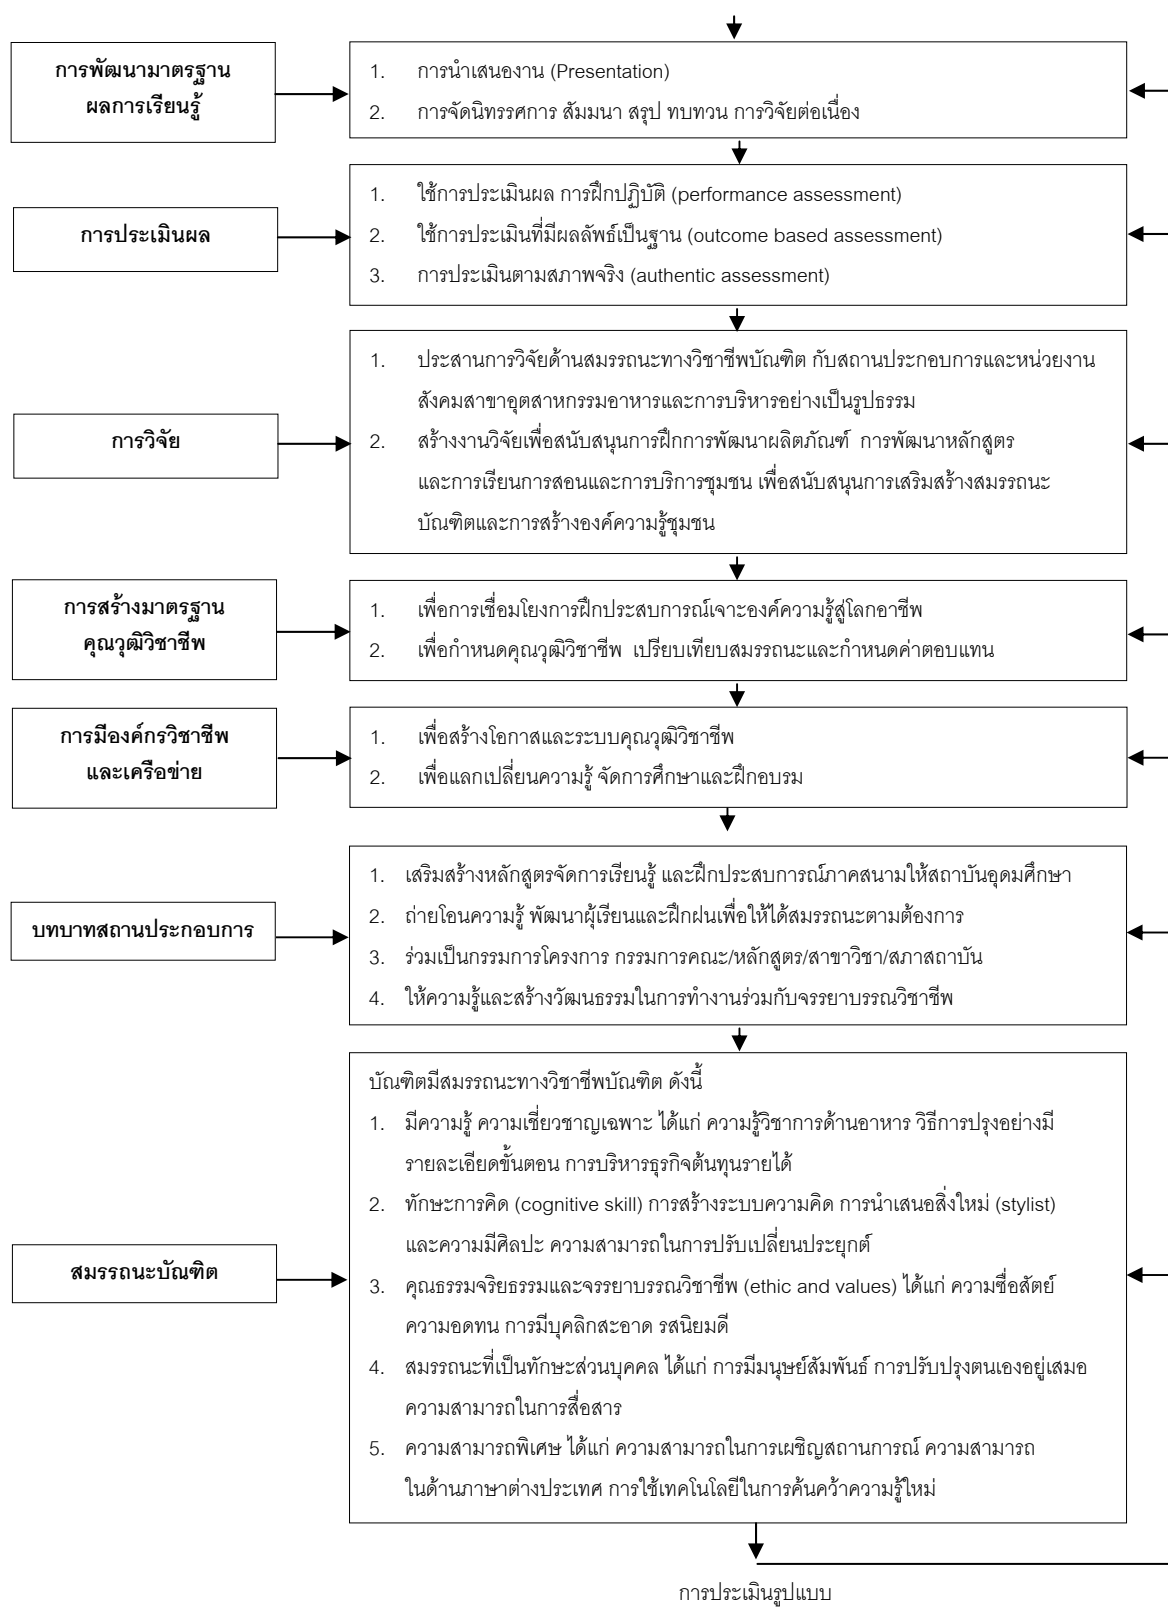 การพัฒนามาตรฐาน
ผลการเรียนรู้
1. การนำเสนองาน (Presentation)
2. การจัดนิทรรศการ สัมมนา สรุป ทบทวน การวิจัยต่อเนื่อง
การประเมินผล
1. ใช้การประเมินผล การฝึกปฏิบัติ (performance assessment)
2. ใช้การประเมินที่มีผลลัพธ์เป็นฐาน (outcome based assessment)
3. การประเมินตามสภาพจริง (authentic assessment)
การวิจัย
1. ประสานการวิจัยด้านสมรรถนะทางวิชาชีพบัณฑิต กับสถานประกอบการและหน่วยงาน
สังคมสาขาอุตสาหกรรมอาหารและการบริหารอย่างเป็นรูปธรรม
2. สร้างงานวิจัยเพื่อสนับสนุนการฝึกการพัฒนาผลิตภัณฑ์ การพัฒนาหลักสูตร
และการเรียนการสอนและการบริการชุมชน เพื่อสนับสนุนการเสริมสร้างสมรรถนะ
บัณฑิตและการสร้างองค์ความรู้ชุมชน
การสร้างมาตรฐาน
คุณวุฒิวิชาชีพ
1. เพื่อการเชื่อมโยงการฝึกประสบการณ์เจาะองค์ความรู้สู่โลกอาชีพ
2. เพื่อกำหนดคุณวุฒิวิชาชีพ เปรียบเทียบสมรรถนะและกำหนดค่าตอบแทน
การมีองค์กรวิชาชีพ
และเครือข่าย
1. เพื่อสร้างโอกาสและระบบคุณวุฒิวิชาชีพ
2. เพื่อแลกเปลี่ยนความรู้ จัดการศึกษาและฝึกอบรม
บทบาทสถานประกอบการ
1. เสริมสร้างหลักสูตรจัดการเรียนรู้ และฝึกประสบการณ์ภาคสนามให้สถาบันอุดมศึกษา
2. ถ่ายโอนความรู้ พัฒนาผู้เรียนและฝึกฝนเพื่อให้ได้สมรรถนะตามต้องการ
3. ร่วมเป็นกรรมการโครงการ กรรมการคณะ/หลักสูตร/สาขาวิชา/สภาสถาบัน
4. ให้ความรู้และสร้างวัฒนธรรมในการทำงานร่วมกับจรรยาบรรณวิชาชีพ
สมรรถนะบัณฑิต
บัณฑิตมีสมรรถนะทางวิชาชีพบัณฑิต ดังนี้
1. มีความรู้ ความเชี่ยวชาญเฉพาะ ได้แก่ ความรู้วิชาการด้านอาหาร วิธีการปรุงอย่างมี
รายละเอียดขั้นตอน การบริหารธุรกิจต้นทุนรายได้
2. ทักษะการคิด (cognitive skill) การสร้างระบบความคิด การนำเสนอสิ่งใหม่ (stylist)
และความมีศิลปะ ความสามารถในการปรับเปลี่ยนประยุกต์
3. คุณธรรมจริยธรรมและจรรยาบรรณวิชาชีพ (ethic and values) ได้แก่ ความซื่อสัตย์
ความอดทน การมีบุคลิกสะอาด รสนิยมดี
4. สมรรถนะที่เป็นทักษะส่วนบุคคล ได้แก่ การมีมนุษย์สัมพันธ์ การปรับปรุงตนเองอยู่เสมอ
ความสามารถในการสื่อสาร
5. ความสามารถพิเศษ ได้แก่ ความสามารถในการเผชิญสถานการณ์ ความสามารถ
ในด้านภาษาต่างประเทศ การใช้เทคโนโลยีในการค้นคว้าความรู้ใหม่
การประเมินรูปแบบ